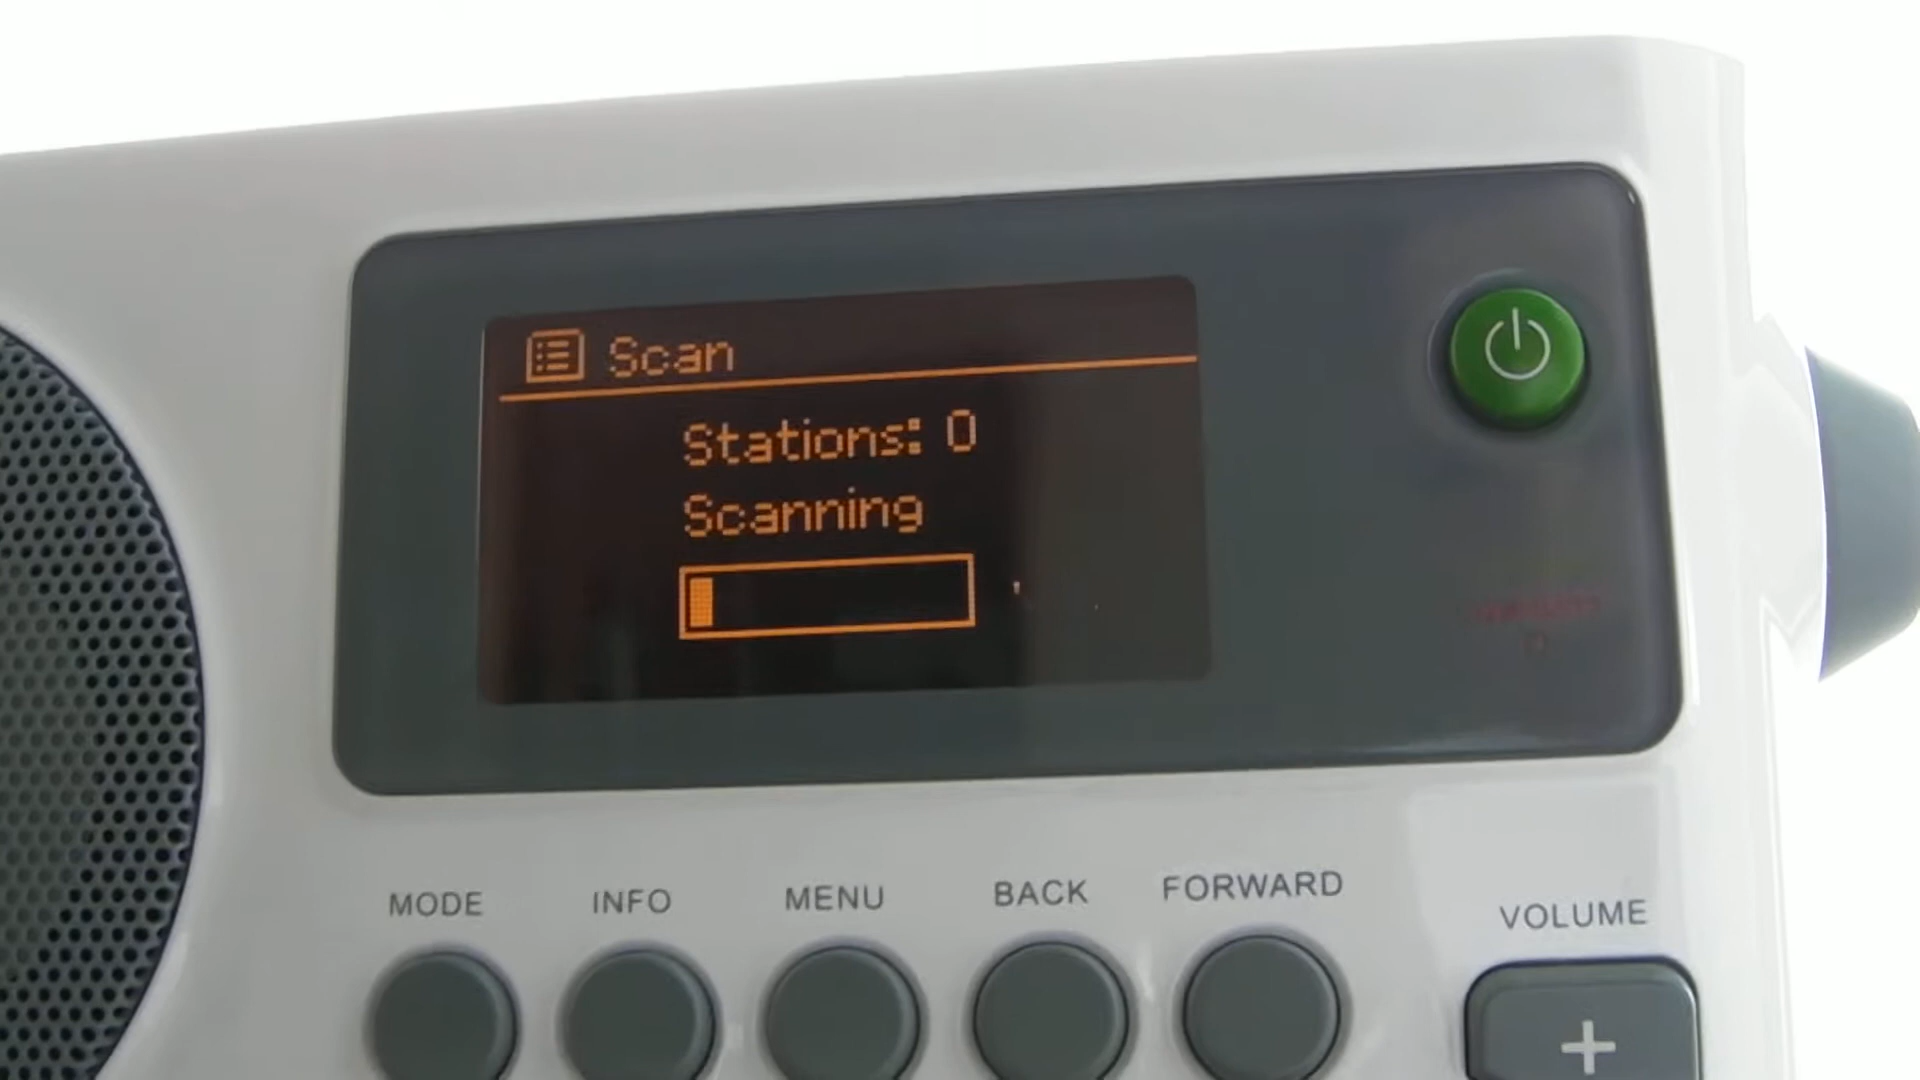 Scan
Stations: 0
Scanning
MODE INFO MENU BACK FORWARD
VOLUME
+